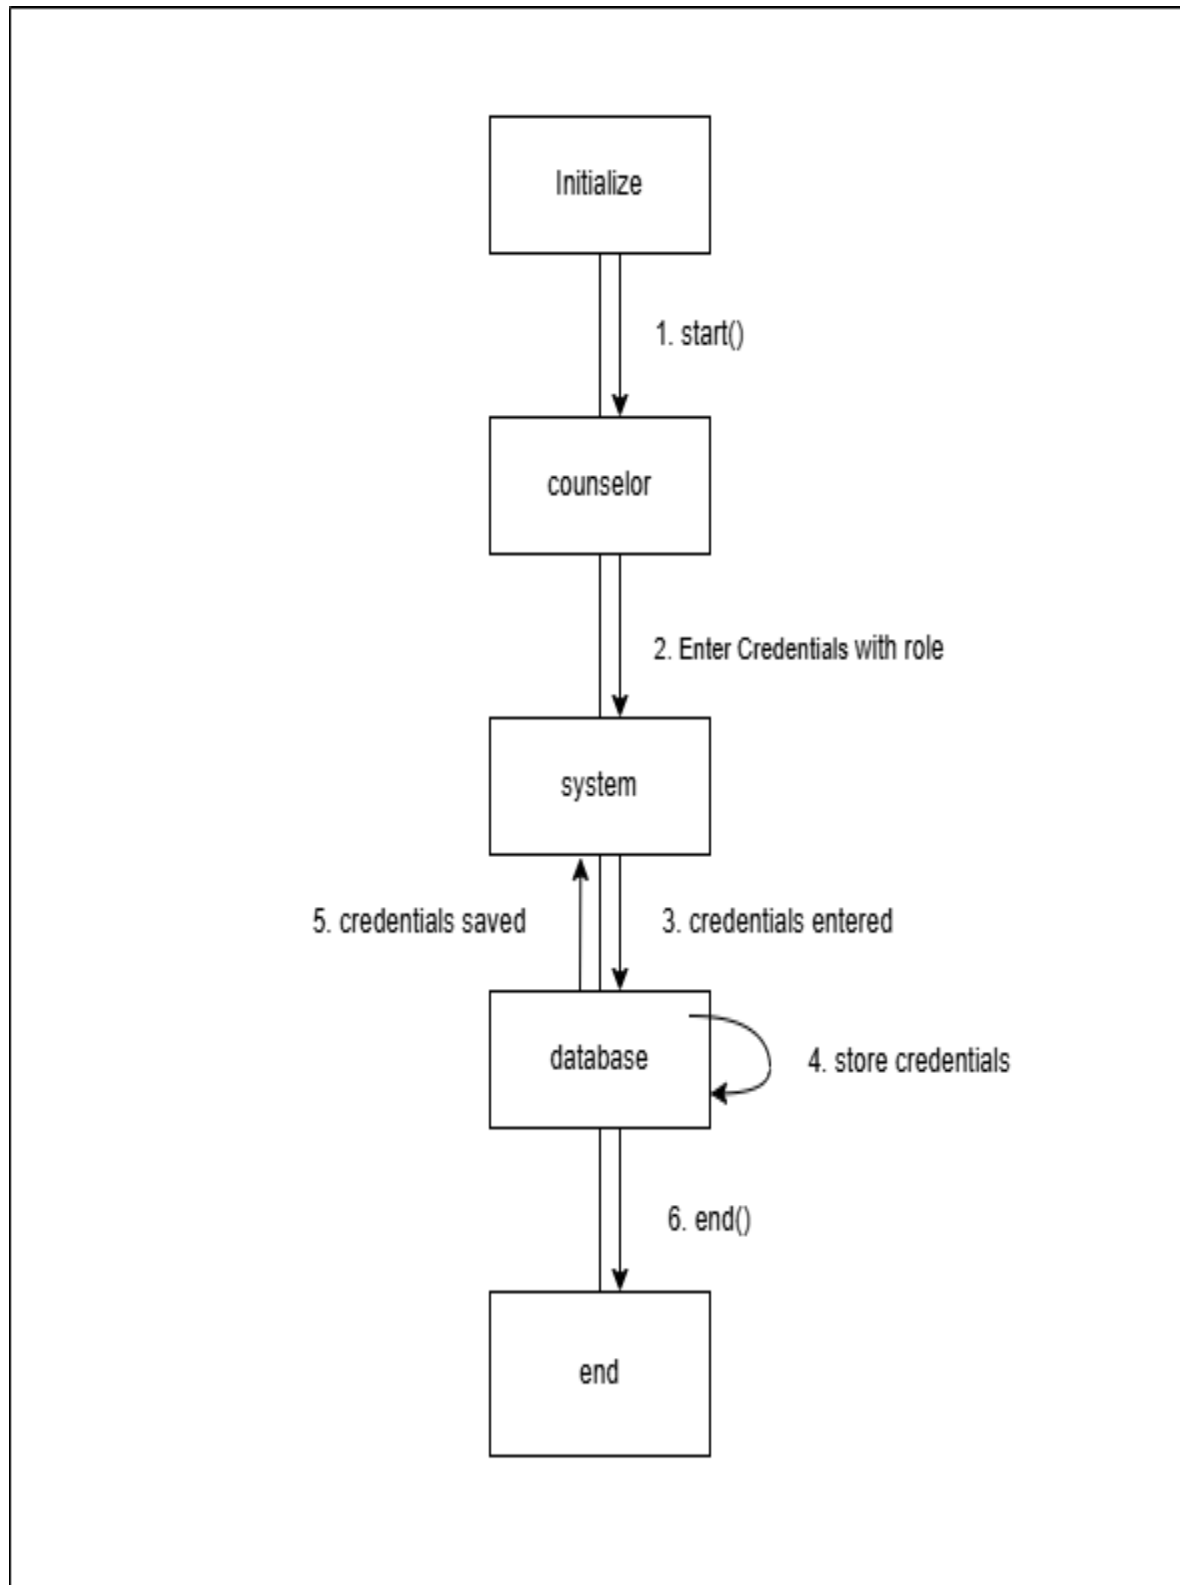 Initialize
1. start()
counselor
2. Enter Credentials with role
system
5. credentials saved
3. credentials entered
database
4. store credentials
6. end()
end